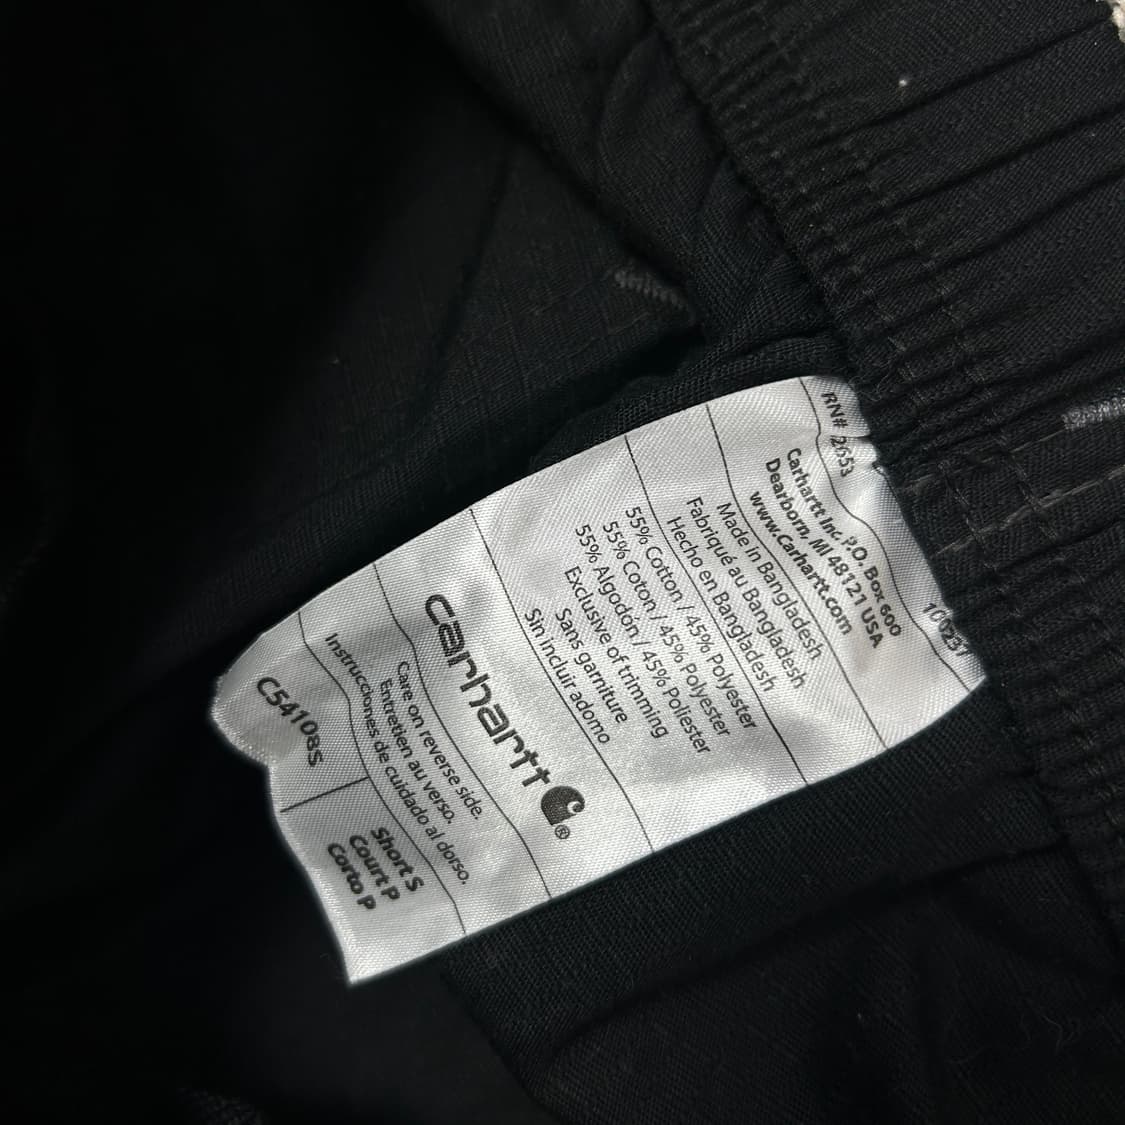 RN# 2653
Carhartt Inc. P.O. Box 600
Dearborn, MI 48121 USA
www.Carhartt.com
Made in Bangladesh
Fabriqué au Bangladesh
Hecho en Bangladesh
55% Cotton / 45% Polyester
55% Coton / 45% Polyester
55% Algodón / 45% Poliester
Exclusive of trimming
Sans garniture
Sin incluir adorno
carhartt ®
Care on reverse side.
Entretien au verso.
Instrucciones de cuidado al dorso.
C54108S
Short S
Court P
Corto P